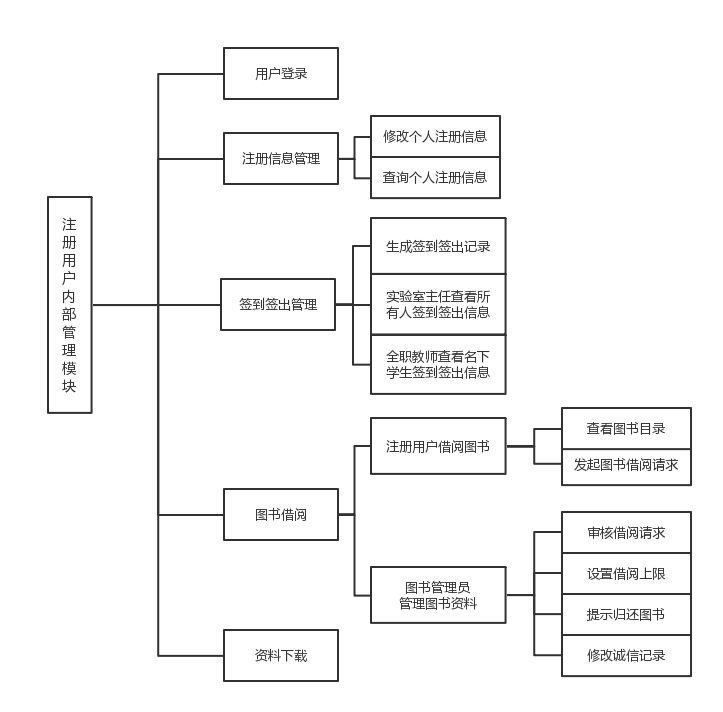 注册用户内部管理模块
用户登录
注册信息管理
修改个人注册信息
查询个人注册信息
签到签出管理
生成签到签出记录
实验室主任查看所
有人签到签出信息
全职教师查看名下
学生签到签出信息
图书借阅
注册用户借阅图书
查看图书目录
发起图书借阅请求
图书管理员
管理图书资料
审核借阅请求
设置借阅上限
提示归还图书
修改诚信记录
资料下载